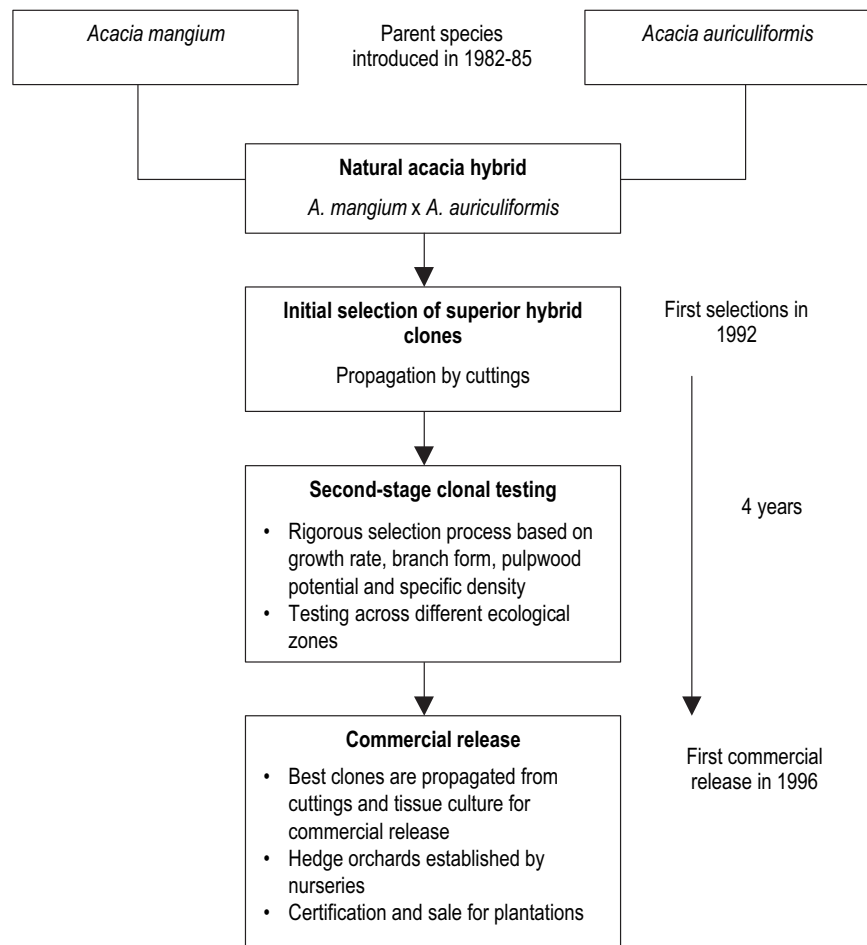 Acacia mangium
Parent species
introduced in 1982-85
Acacia auriculiformis
Natural acacia hybrid
A. mangium x A. auriculiformis
Initial selection of superior hybrid
clones
Propagation by cuttings
First selections in
1992
Second-stage clonal testing
• Rigorous selection process based on
growth rate, branch form, pulpwood
potential and specific density
• Testing across different ecological
zones
4 years
Commercial release
• Best clones are propagated from
cuttings and tissue culture for
commercial release
• Hedge orchards established by
nurseries
• Certification and sale for plantations
First commercial
release in 1996